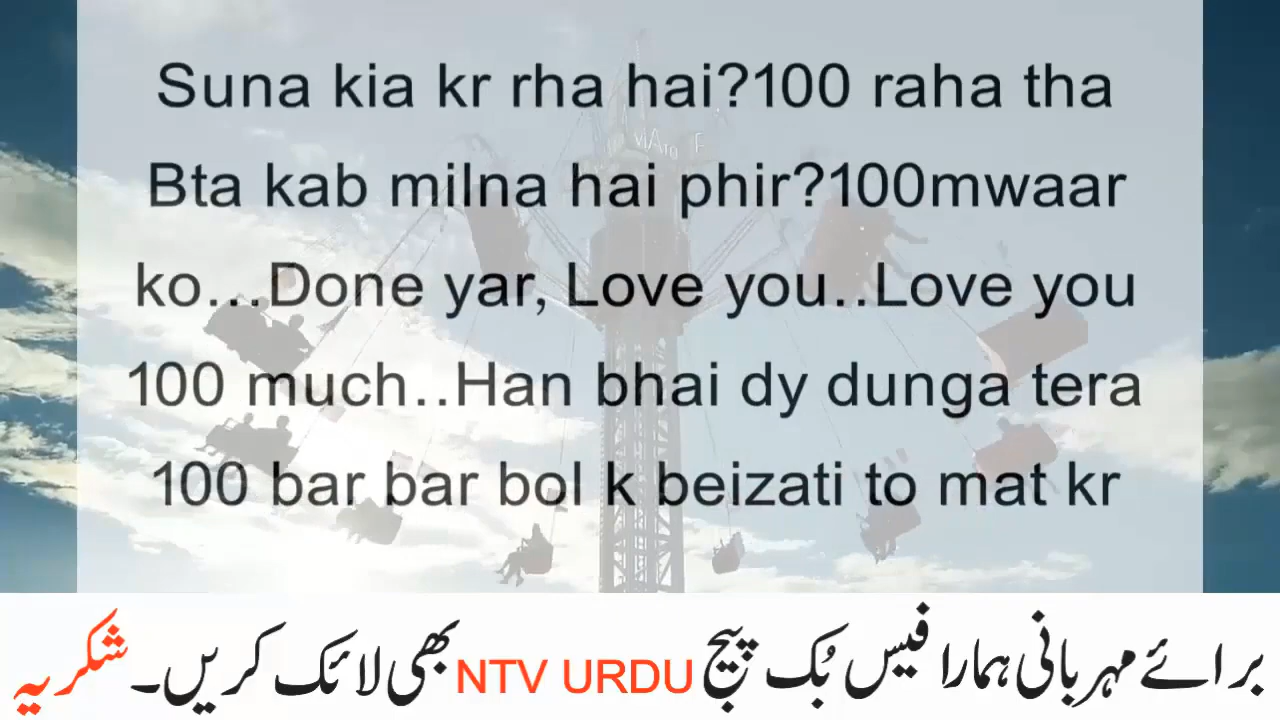 Suna kia kr rha hai?100 raha tha
Bta kab milna hai phir?100mwaar
ko...Done yar, Love you..Love you
100 much..Han bhai dy dunga tera
100 bar bar bol k beizati to mat kr
برائے مہربانی ہمارا فیس بُک پیج NTV URDU بھی لائک کریں۔ شکریہ